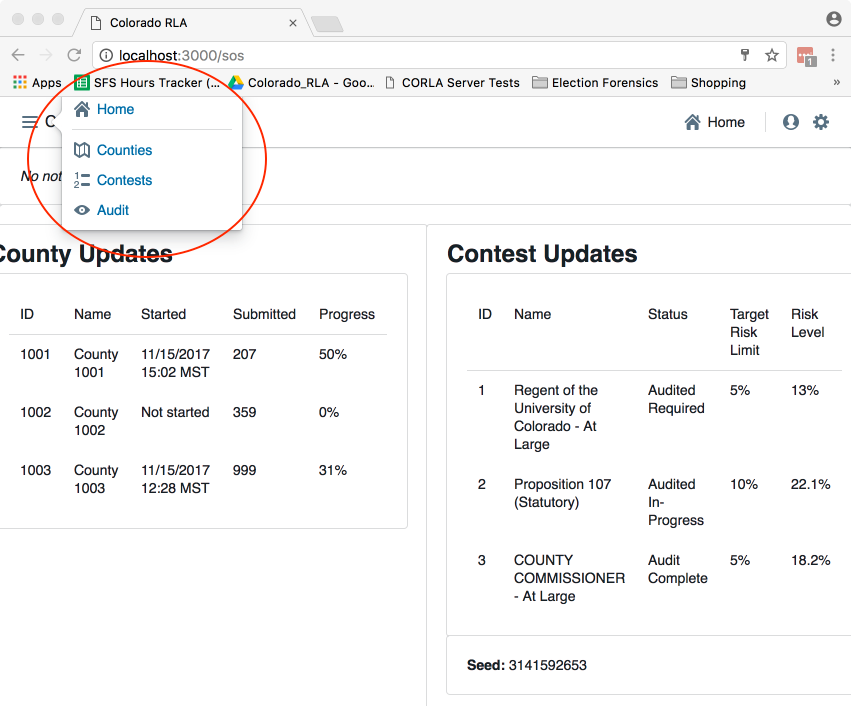 Colorado RLA
localhost:3000/sos
1
Apps
SFS Hours Tracker (...
Colorado_RLA - Goo...
CORLA Server Tests
Election Forensics
Shopping
»
C
Home
Counties
Contests
Audit
Home
No not
County Updates
ID Name Started Submitted Progress
1001 County 11/15/2017 207 50%
1001 15:02 MST
1002 County Not started 359 0%
1002
1003 County 11/15/2017 999 31%
1003 12:28 MST
Contest Updates
ID Name Status Target Risk
Risk Level
Limit
1 Regent of the Audited 5% 13%
University of Required
Colorado - At
Large
2 Proposition 107 Audited 10% 22.1%
(Statutory) In-
Progress
3 COUNTY Audit 5% 18.2%
COMMISSIONER Complete
- At Large
Seed: 3141592653